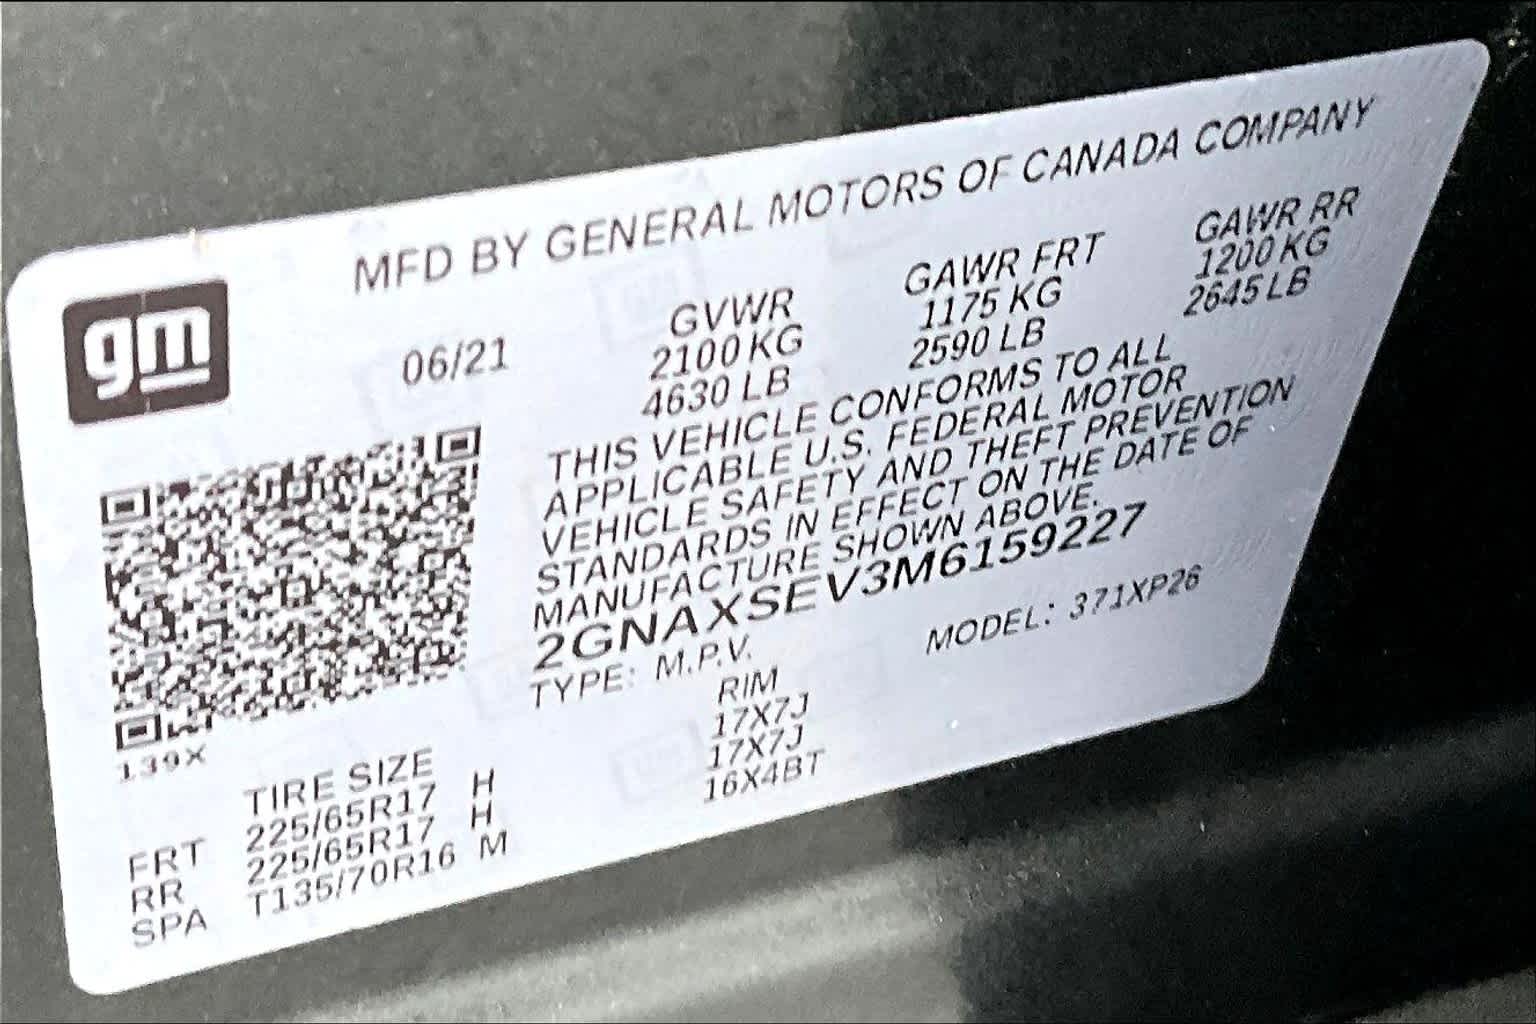 MFD BY GENERAL MOTORS OF CANADA COMPANY
gm
06/21
GVWR GAWR FRT GAWR RR
2100 KG 1175 KG 1200 KG
4630 LB 2590 LB 2645 LB
THIS VEHICLE CONFORMS TO ALL
APPLICABLE U.S. FEDERAL MOTOR
VEHICLE SAFETY AND THEFT PREVENTION
STANDARDS IN EFFECT ON THE DATE OF
MANUFACTURE SHOWN ABOVE.
2GNAXSEV3M6159227
TYPE: M.P.V. MODEL: 371XP26
139X
TIRE SIZE RIM
FRT 225/65R17 H 17X7J
RR 225/65R17 H 17X7J
SPA T135/70R16 M 16X4BT